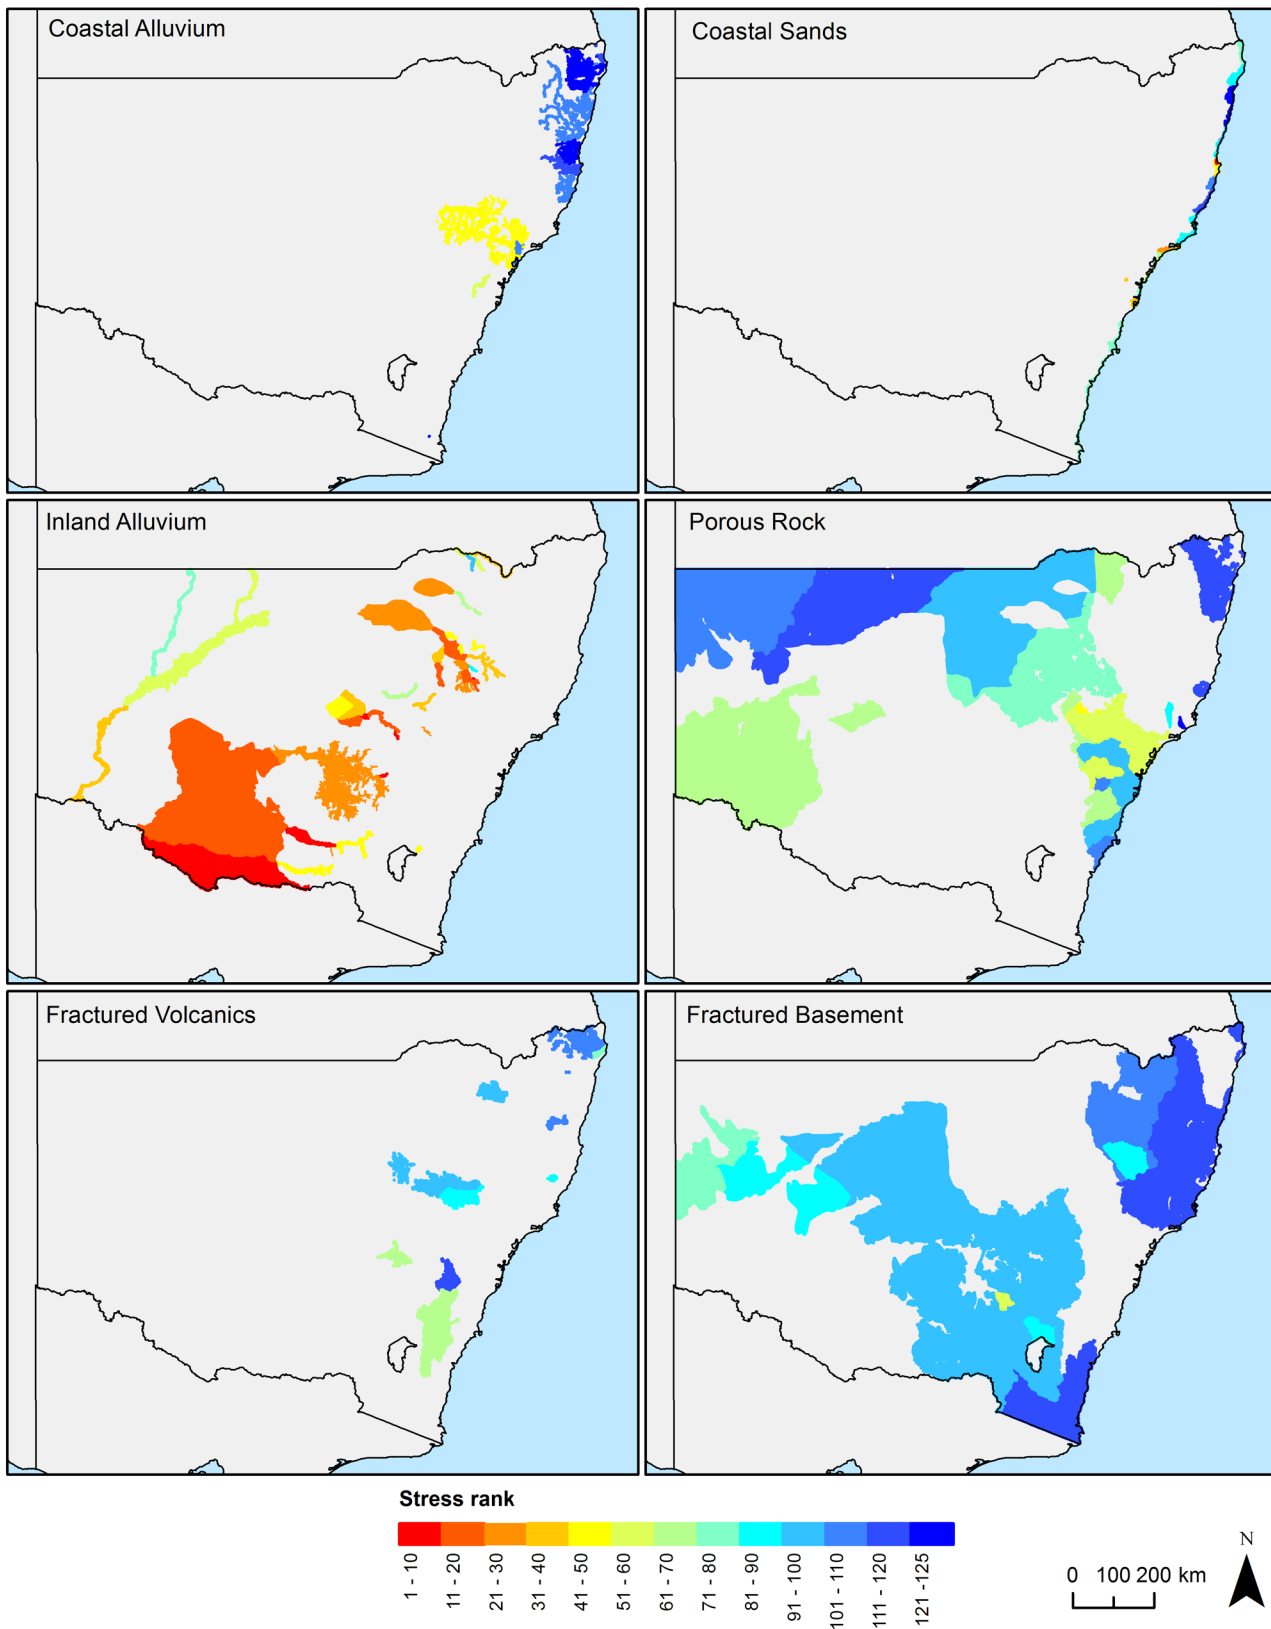 Coastal Alluvium
Coastal Sands
Inland Alluvium
Porous Rock
Fractured Volcanics
Fractured Basement
Stress rank
1 - 10
11 - 20
21 - 30
31 - 40
41 - 50
51 - 60
61 - 70
71 - 80
81 - 90
91 - 100
101 - 110
111 - 120
121 -125
0 100 200 km
N